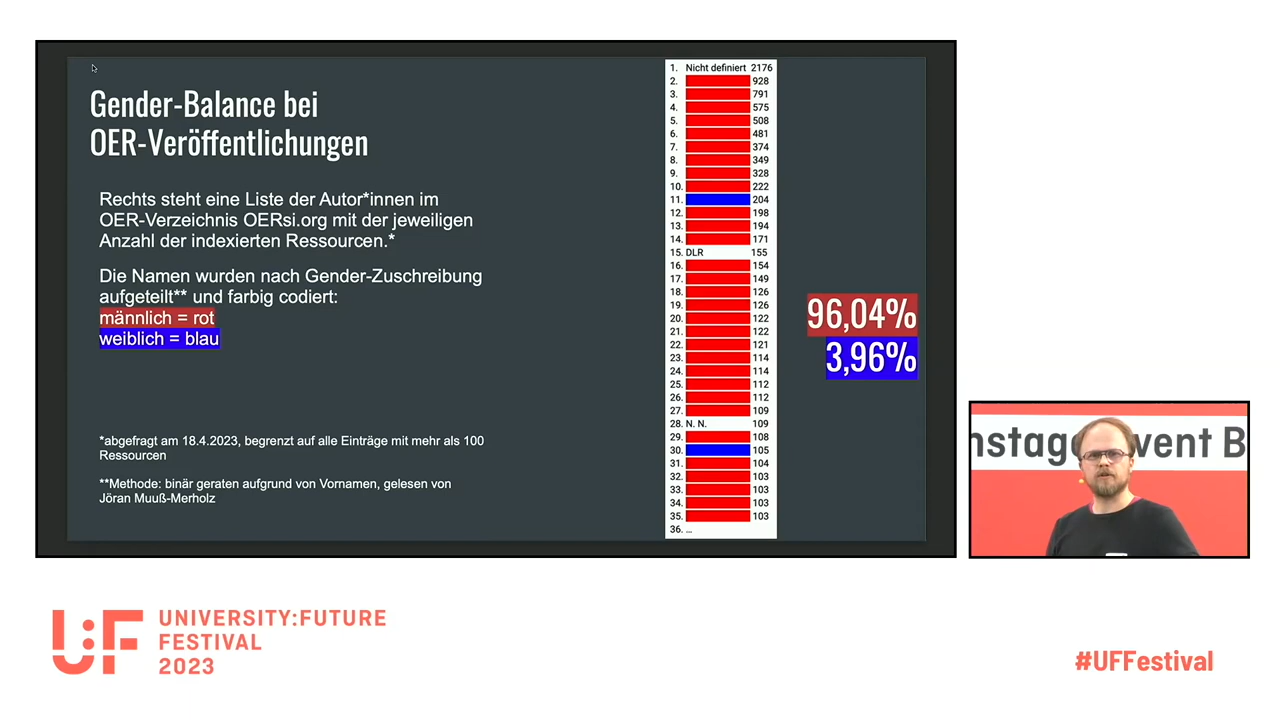 Gender-Balance bei
OER-Veröffentlichungen
Rechts steht eine Liste der Autor*innen im
OER-Verzeichnis OERsi.org mit der jeweiligen
Anzahl der indexierten Ressourcen.*
Die Namen wurden nach Gender-Zuschreibung
aufgeteilt** und farbig codiert:
männlich = rot
weiblich = blau
*abgefragt am 18.4.2023, begrenzt auf alle Einträge mit mehr als 100
Ressourcen
**Methode: binär geraten aufgrund von Vornamen, gelesen von
Jöran Muuß-Merholz
1. Nicht definiert 2176
2. 928
3. 791
4. 575
5. 508
6. 481
7. 374
8. 349
9. 328
10. 222
11. 204
12. 198
13. 194
14. 171
15. DLR 155
16. 154
17. 149
18. 126
19. 126
20. 122
21. 122
22. 121
23. 114
24. 114
25. 112
26. 112
27. 109
28. N. N. 109
29. 108
30. 105
31. 104
32. 103
33. 103
34. 103
35. 103
36. ...
96,04%
3,96%
nstag vent B
U:F
UNIVERSITY:FUTURE
FESTIVAL
2023
#UFFestival